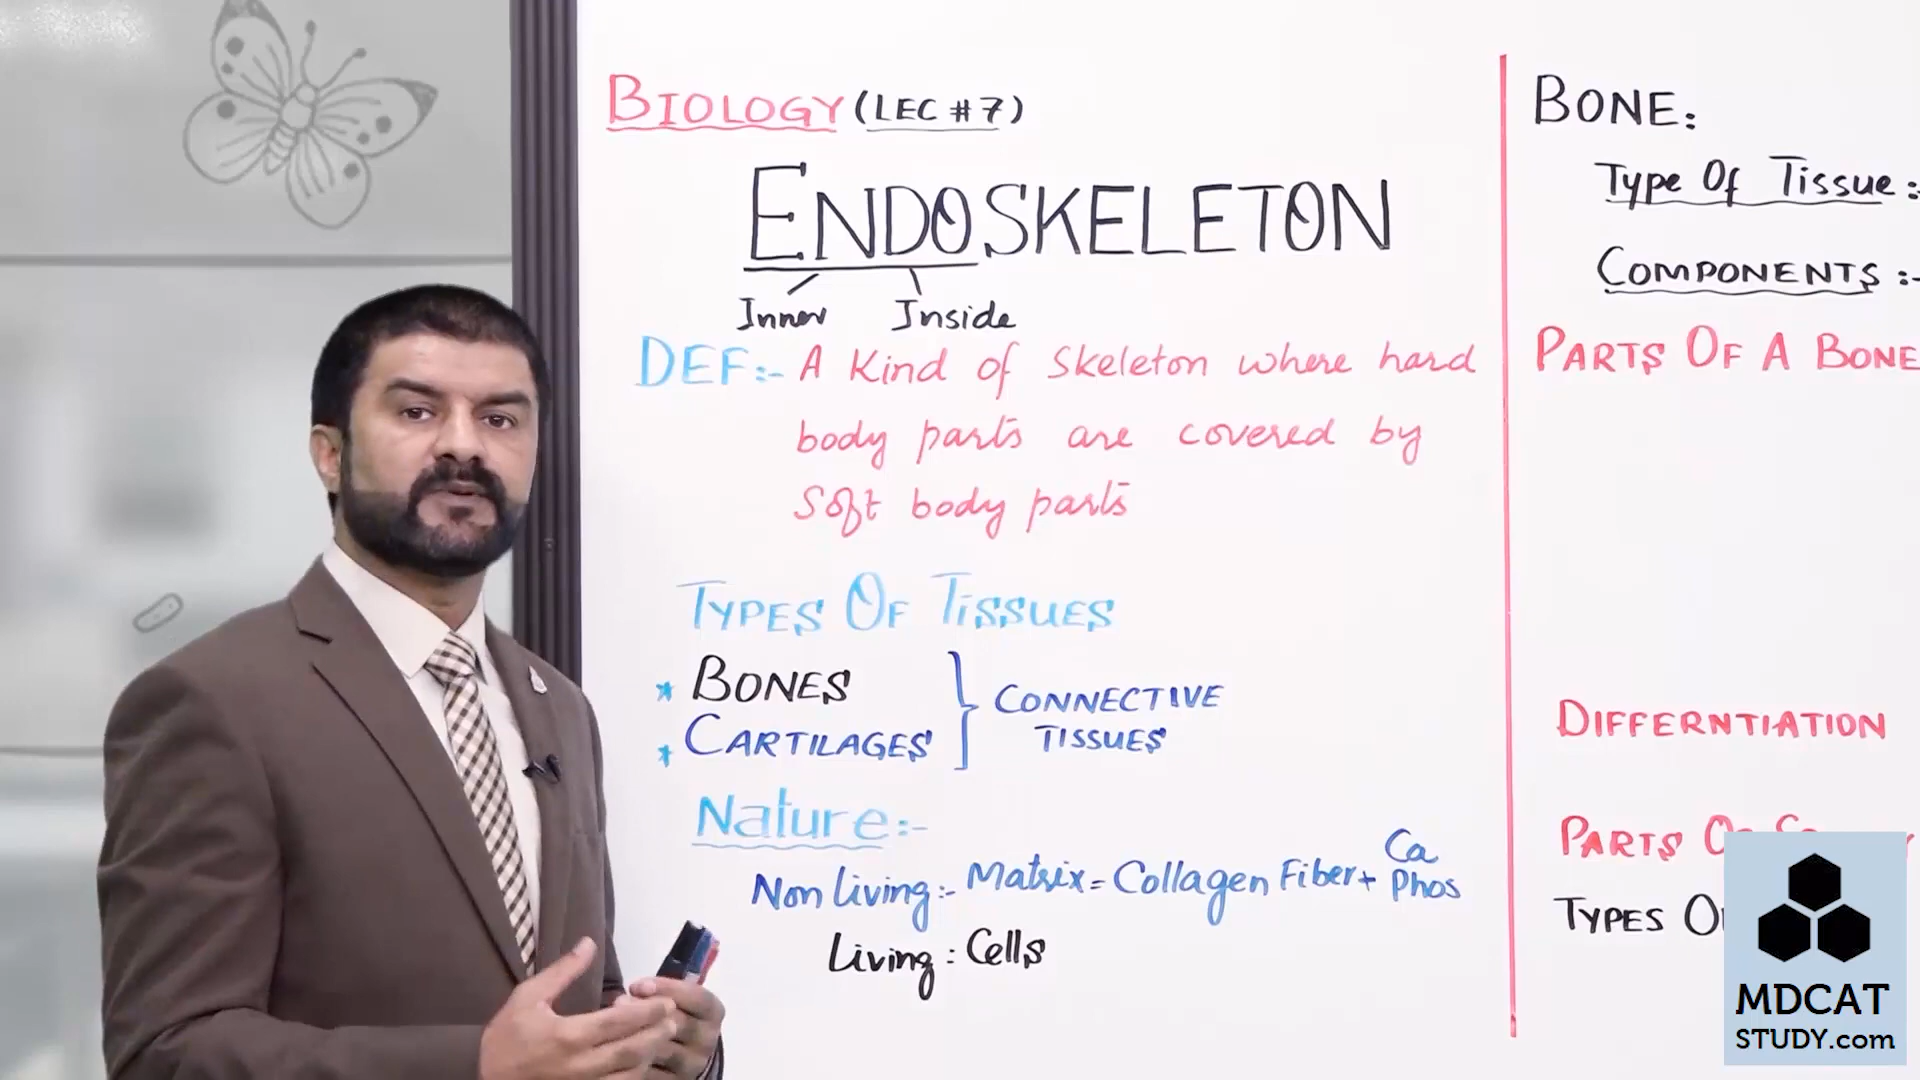 BIOLOGY (LEC # 7)
ENDOSKELETON
Inner Inside
DEF:- A Kind of Skeleton where hard
body parts are covered by
Soft body parts
TYPES OF TISSUES
* BONES
* CARTILAGES
CONNECTIVE
TISSUES
Nature:-
Non Living:- Matrix = Collagen Fiber + Ca
Phos
Living: Cells
BONE:
Type Of Tissue:-
COMPONENTS:-
PARTS OF A BONE
DIFFERNTIATION
PARTS
TYPES
MDCAT
STUDY.com